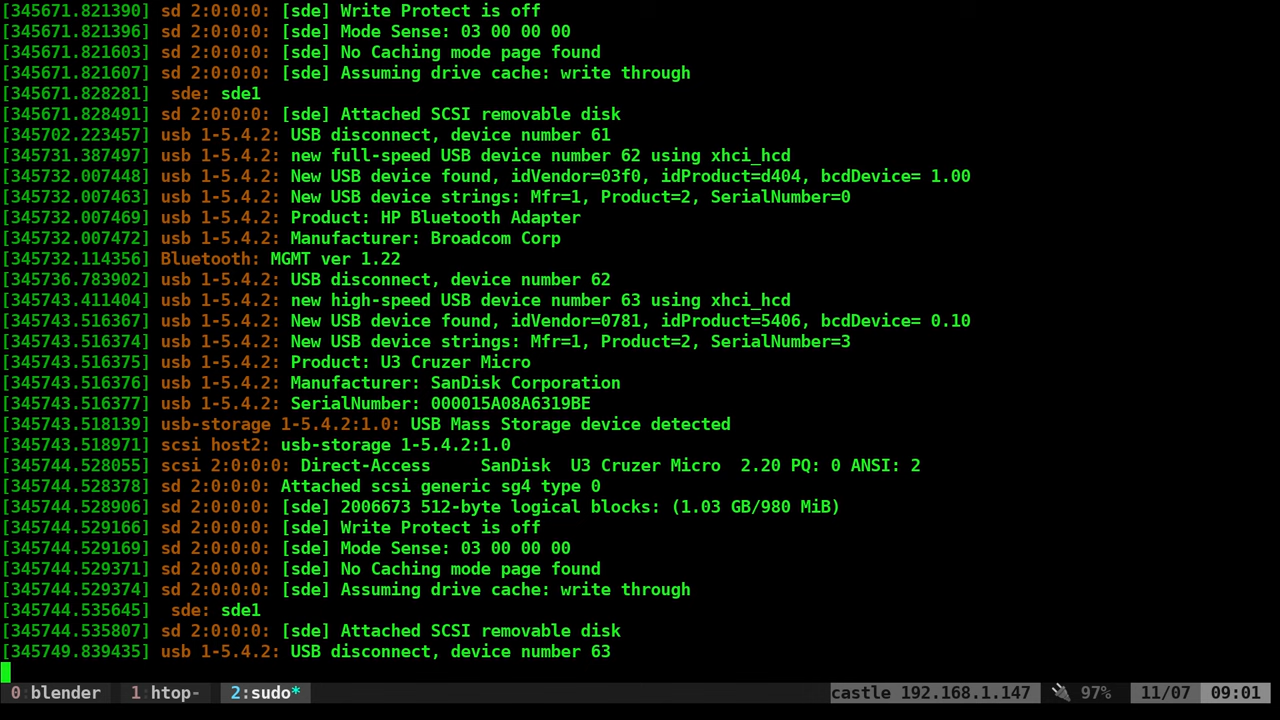 [345671.821390] sd 2:0:0:0: [sde] Write Protect is off
[345671.821396] sd 2:0:0:0: [sde] Mode Sense: 03 00 00 00
[345671.821603] sd 2:0:0:0: [sde] No Caching mode page found
[345671.821607] sd 2:0:0:0: [sde] Assuming drive cache: write through
[345671.828281]  sde: sde1
[345671.828491] sd 2:0:0:0: [sde] Attached SCSI removable disk
[345702.223457] usb 1-5.4.2: USB disconnect, device number 61
[345731.387497] usb 1-5.4.2: new full-speed USB device number 62 using xhci_hcd
[345732.007448] usb 1-5.4.2: New USB device found, idVendor=03f0, idProduct=d404, bcdDevice= 1.00
[345732.007463] usb 1-5.4.2: New USB device strings: Mfr=1, Product=2, SerialNumber=0
[345732.007469] usb 1-5.4.2: Product: HP Bluetooth Adapter
[345732.007472] usb 1-5.4.2: Manufacturer: Broadcom Corp
[345732.114356] Bluetooth: MGMT ver 1.22
[345736.783902] usb 1-5.4.2: USB disconnect, device number 62
[345743.411404] usb 1-5.4.2: new high-speed USB device number 63 using xhci_hcd
[345743.516367] usb 1-5.4.2: New USB device found, idVendor=0781, idProduct=5406, bcdDevice= 0.10
[345743.516374] usb 1-5.4.2: New USB device strings: Mfr=1, Product=2, SerialNumber=3
[345743.516375] usb 1-5.4.2: Product: U3 Cruzer Micro
[345743.516376] usb 1-5.4.2: Manufacturer: SanDisk Corporation
[345743.516377] usb 1-5.4.2: SerialNumber: 000015A08A6319BE
[345743.518139] usb-storage 1-5.4.2:1.0: USB Mass Storage device detected
[345743.518971] scsi host2: usb-storage 1-5.4.2:1.0
[345744.528055] scsi 2:0:0:0: Direct-Access     SanDisk  U3 Cruzer Micro  2.20 PQ: 0 ANSI: 2
[345744.528378] sd 2:0:0:0: Attached scsi generic sg4 type 0
[345744.528906] sd 2:0:0:0: [sde] 2006673 512-byte logical blocks: (1.03 GB/980 MiB)
[345744.529166] sd 2:0:0:0: [sde] Write Protect is off
[345744.529169] sd 2:0:0:0: [sde] Mode Sense: 03 00 00 00
[345744.529371] sd 2:0:0:0: [sde] No Caching mode page found
[345744.529374] sd 2:0:0:0: [sde] Assuming drive cache: write through
[345744.535645]  sde: sde1
[345744.535807] sd 2:0:0:0: [sde] Attached SCSI removable disk
[345749.839435] usb 1-5.4.2: USB disconnect, device number 63
0:blender 1:htop- 2:sudo* castle 192.168.1.147 🔌 97% 11/07 09:01